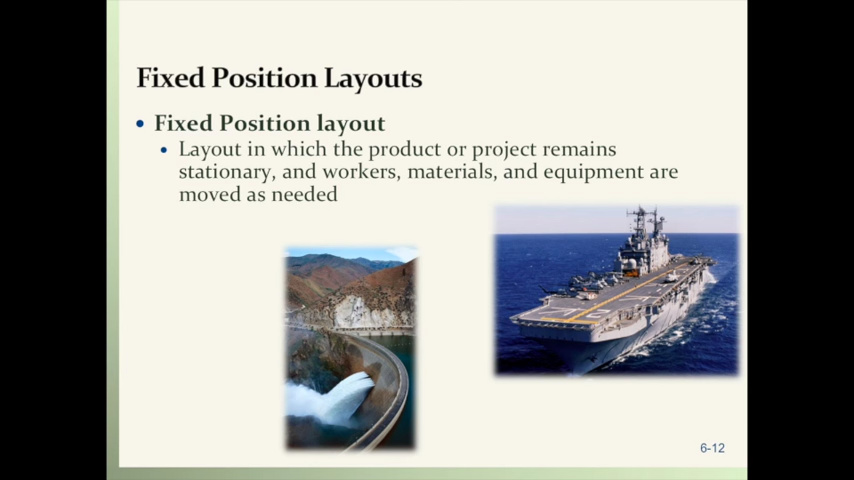 Fixed Position Layouts
• Fixed Position layout
• Layout in which the product or project remains
stationary, and workers, materials, and equipment are
moved as needed
6-12